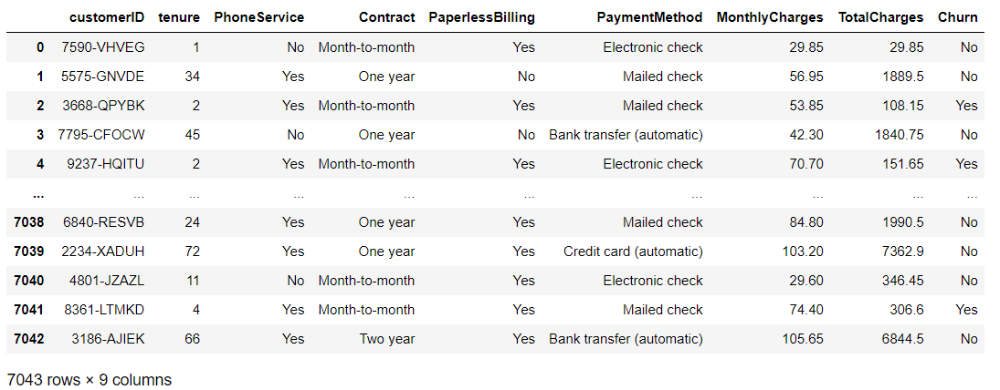 customerID tenure PhoneService Contract PaperlessBilling PaymentMethod MonthlyCharges TotalCharges Churn
0 7590-VHVEG 1 No Month-to-month Yes Electronic check 29.85 29.85 No
1 5575-GNVDE 34 Yes One year No Mailed check 56.95 1889.5 No
2 3668-QPYBK 2 Yes Month-to-month Yes Mailed check 53.85 108.15 Yes
3 7795-CFOCW 45 No One year No Bank transfer (automatic) 42.30 1840.75 No
4 9237-HQITU 2 Yes Month-to-month Yes Electronic check 70.70 151.65 Yes
... ... ... ... ... ... ... ... ... ...
7038 6840-RESVB 24 Yes One year Yes Mailed check 84.80 1990.5 No
7039 2234-XADUH 72 Yes One year Yes Credit card (automatic) 103.20 7362.9 No
7040 4801-JZAZL 11 No Month-to-month Yes Electronic check 29.60 346.45 No
7041 8361-LTMKD 4 Yes Month-to-month Yes Mailed check 74.40 306.6 Yes
7042 3186-AJIEK 66 Yes Two year Yes Bank transfer (automatic) 105.65 6844.5 No
7043 rows × 9 columns